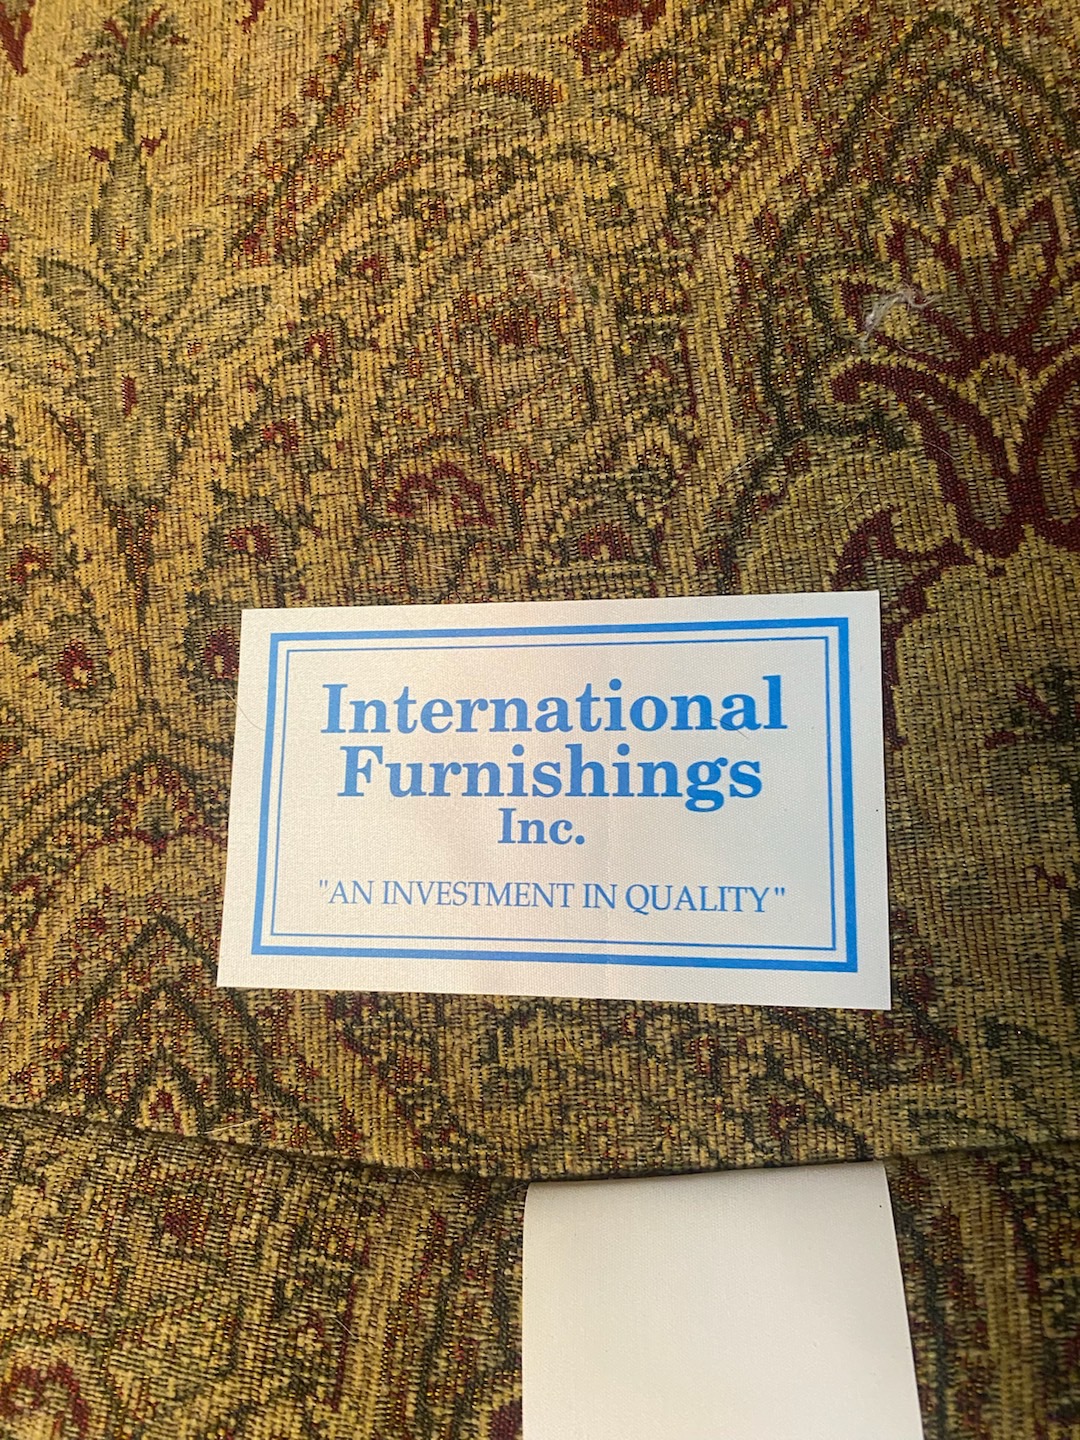 International
Furnishings
Inc.
"AN INVESTMENT IN QUALITY"